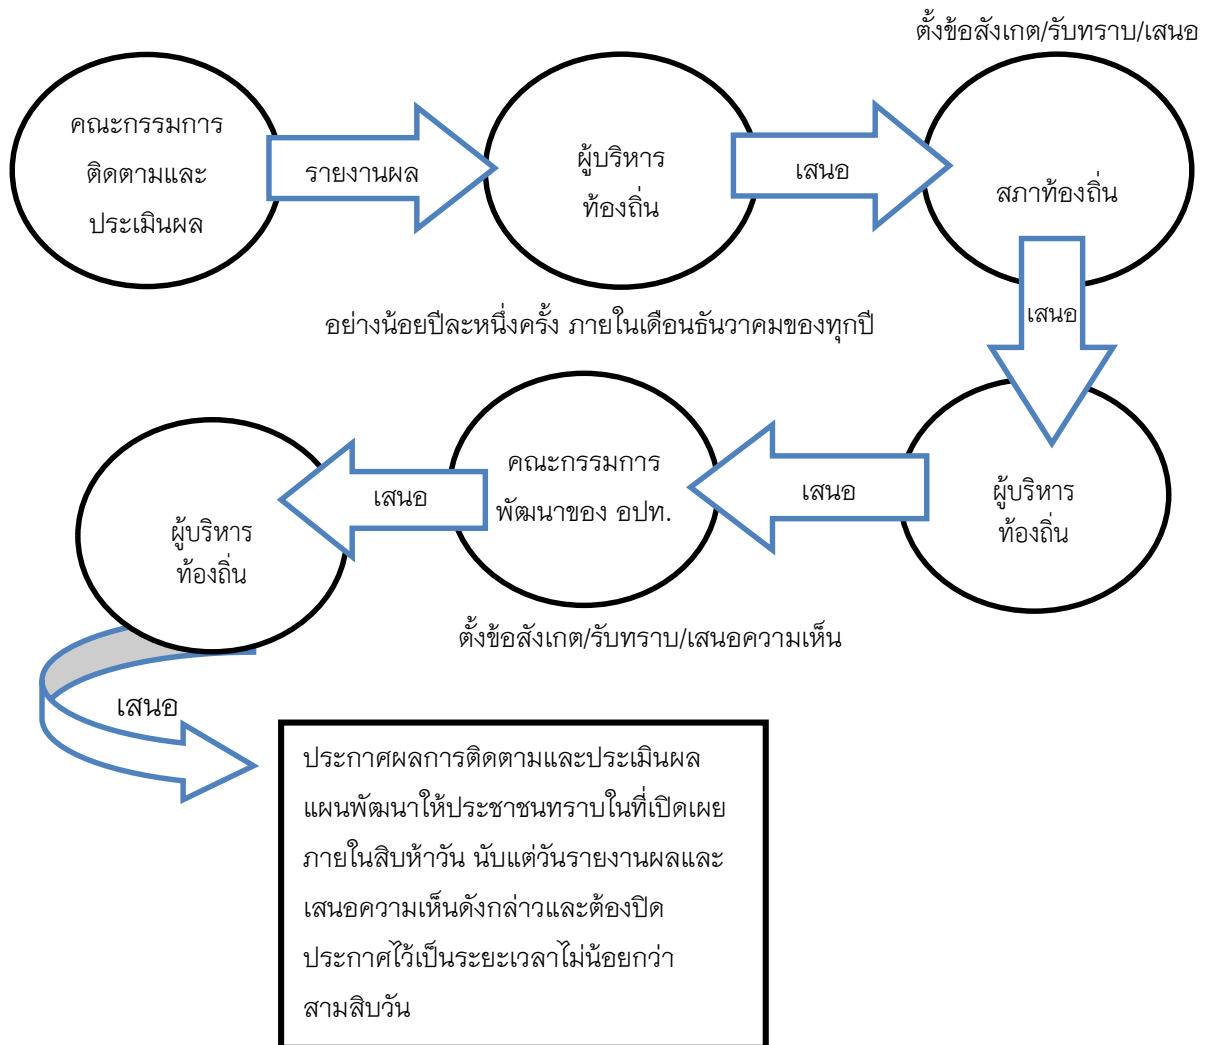 ตั้งข้อสังเกต/รับทราบ/เสนอ
คณะกรรมการ
ติดตามและ
ประเมินผล
รายงานผล
ผู้บริหาร
ท้องถิ่น
เสนอ
สภาท้องถิ่น
เสนอ
อย่างน้อยปีละหนึ่งครั้ง ภายในเดือนธันวาคมของทุกปี
ผู้บริหาร
ท้องถิ่น
เสนอ
คณะกรรมการ
พัฒนาของ อปท.
เสนอ
ผู้บริหาร
ท้องถิ่น
ตั้งข้อสังเกต/รับทราบ/เสนอความเห็น
เสนอ
ประกาศผลการติดตามและประเมินผล
แผนพัฒนาให้ประชาชนทราบในที่เปิดเผย
ภายในสิบห้าวัน นับแต่วันรายงานผลและ
เสนอความเห็นดังกล่าวและต้องปิด
ประกาศไว้เป็นระยะเวลาไม่น้อยกว่า
สามสิบวัน